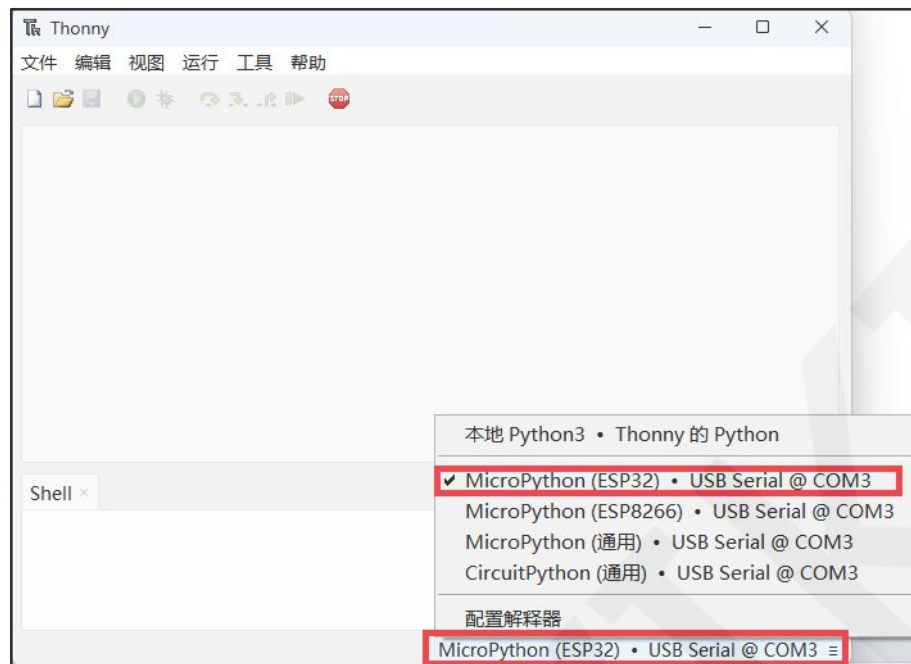 Thonny
文件 编辑 视图 运行 工具 帮助
STOP
本地 Python3 • Thonny 的 Python
Shell ×
✔ MicroPython (ESP32) • USB Serial @ COM3
MicroPython (ESP8266) • USB Serial @ COM3
MicroPython (通用) • USB Serial @ COM3
CircuitPython (通用) • USB Serial @ COM3
配置解释器
MicroPython (ESP32) • USB Serial @ COM3 ≡